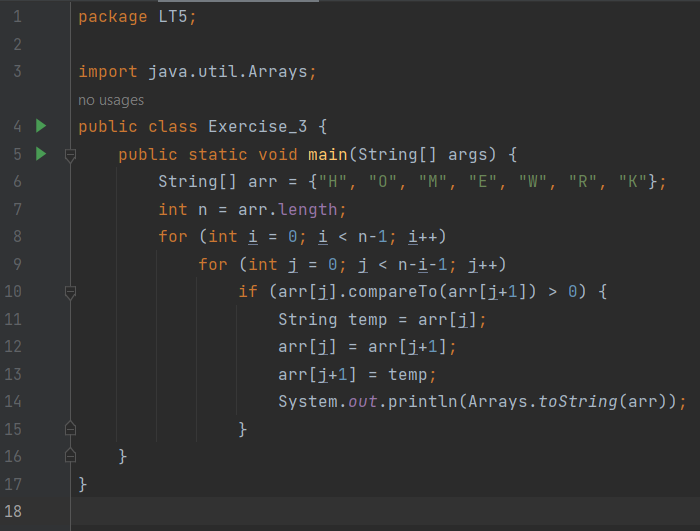 1 package LT5;
2
3 import java.util.Arrays;
no usages
4 public class Exercise_3 {
5     public static void main(String[] args) {
6         String[] arr = {"H", "O", "M", "E", "W", "R", "K"};
7         int n = arr.length;
8         for (int i = 0; i < n-1; i++)
9             for (int j = 0; j < n-i-1; j++)
10                 if (arr[j].compareTo(arr[j+1]) > 0) {
11                     String temp = arr[j];
12                     arr[j] = arr[j+1];
13                     arr[j+1] = temp;
14                     System.out.println(Arrays.toString(arr));
15                 }
16     }
17 }
18